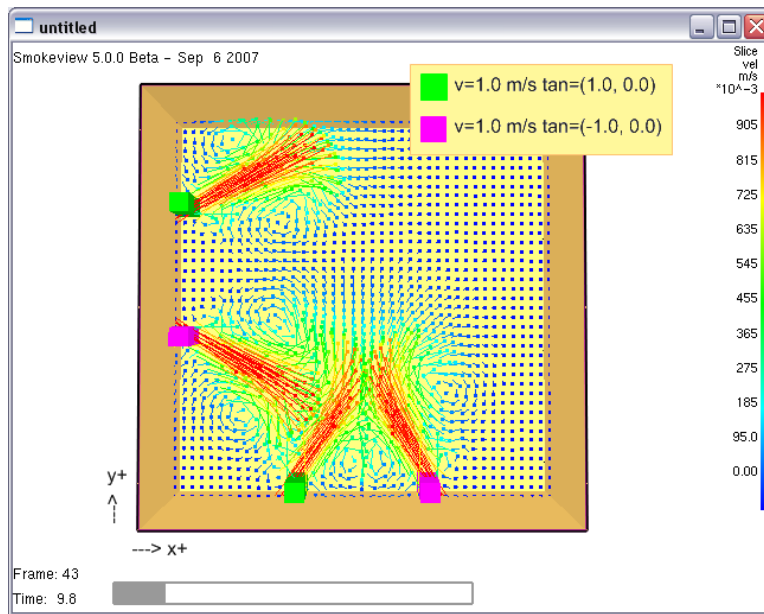 untitled
Smokeview 5.0.0 Beta – Sep 6 2007
Slice
vel
m/s
*10^-3
v=1.0 m/s tan=(1.0, 0.0)
v=1.0 m/s tan=(-1.0, 0.0)
905
815
725
635
545
455
365
275
185
95.0
0.00
y+
---> x+
Frame: 43
Time: 9.8